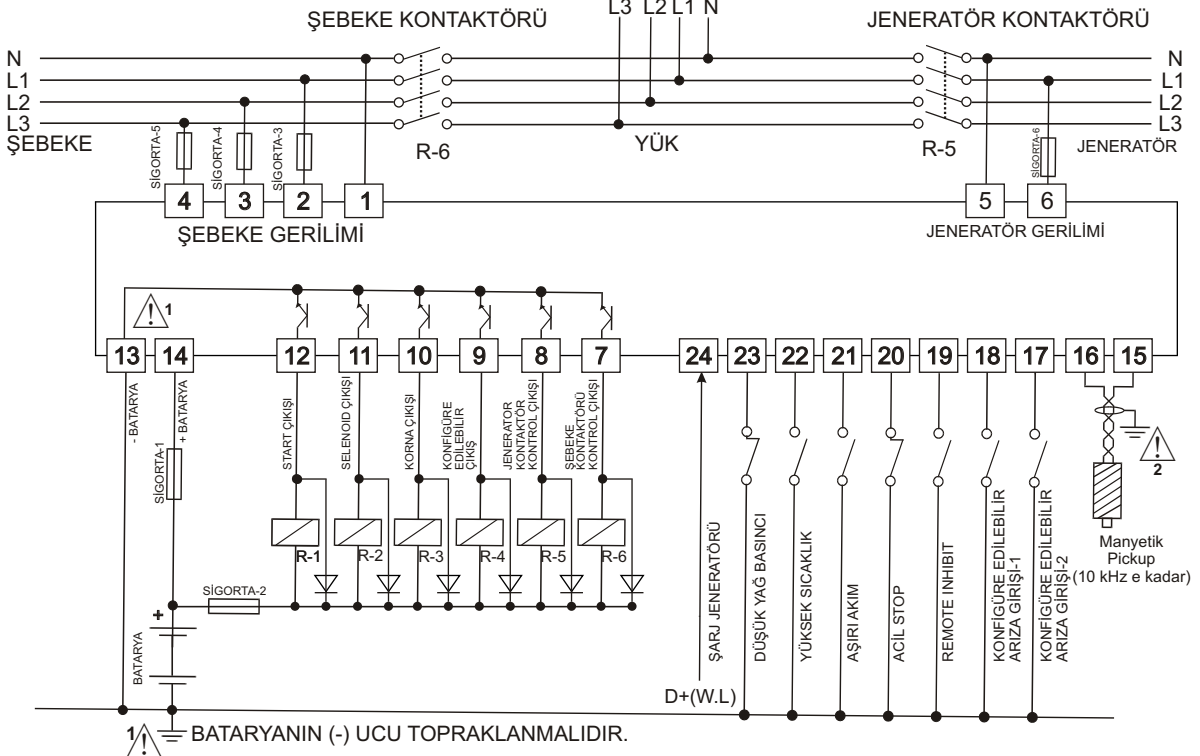 ŞEBEKE KONTAKTÖRÜ
L3 L2 L1 N
JENERATÖR KONTAKTÖRÜ
N
L1
L2
L3
ŞEBEKE
N
L1
L2
L3
JENERATÖR
R-6
YÜK
R-5
SİGORTA-5
SİGORTA-4
SİGORTA-3
SİGORTA-6
4 3 2 1
5 6
ŞEBEKE GERİLİMİ
JENERATÖR GERİLİMİ
1
13 14 12 11 10 9 8 7 24 23 22 21 20 19 18 17 16 15
- BATARYA
+ BATARYA
SİGORTA-1
START ÇIKIŞI
SELENOID ÇIKIŞI
KORNA ÇIKIŞI
KONFİGÜRE
EDİLEBİLİR
ÇIKIŞ
JENERATOR
KONTAKTÖR
KONTROL ÇIKIŞI
ŞEBEKE
KONTAKTÖRÜ
KONTROL ÇIKIŞI
R-1 R-2 R-3 R-4 R-5 R-6
SİGORTA-2
+
BATARYA
ŞARJ JENERATÖRÜ
D+(W.L)
DÜŞÜK YAĞ BASINCI
YÜKSEK SICAKLIK
AŞIRI AKIM
ACİL STOP
REMOTE INHIBIT
KONFİGÜRE EDİLEBİLİR
ARIZA GİRİŞİ-1
KONFİGÜRE EDİLEBİLİR
ARIZA GİRİŞİ-2
2
Manyetik
Pickup
(10 kHz e kadar)
1 BATARYANIN (-) UCU TOPRAKLANMALIDIR.